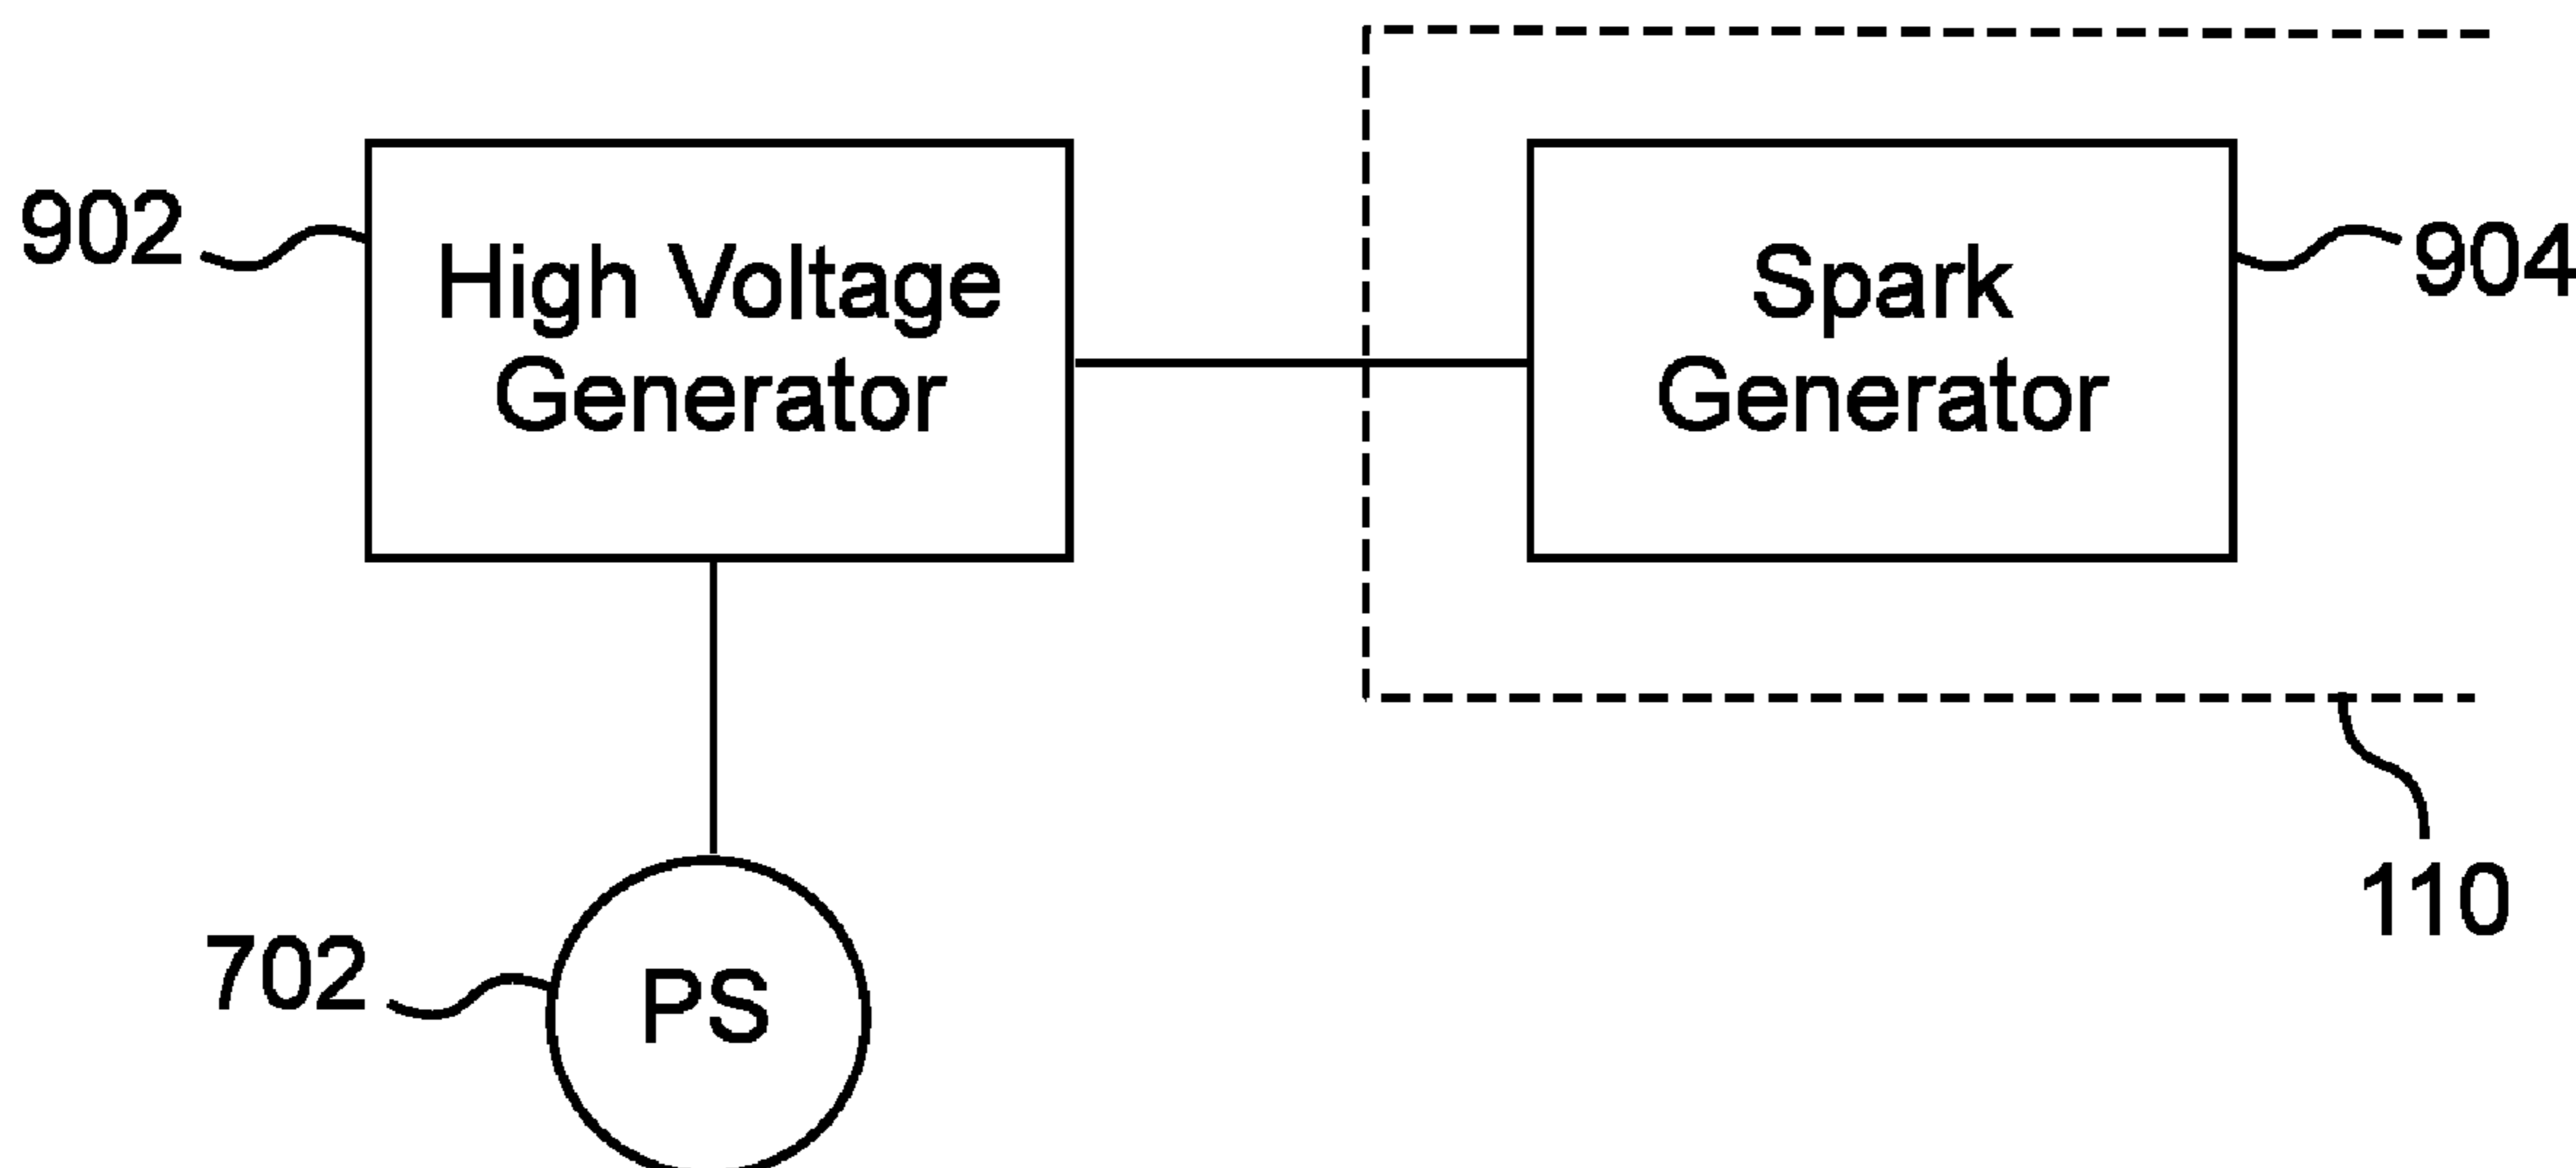 902
High Voltage
Generator
Spark
Generator
904
110
702
PS